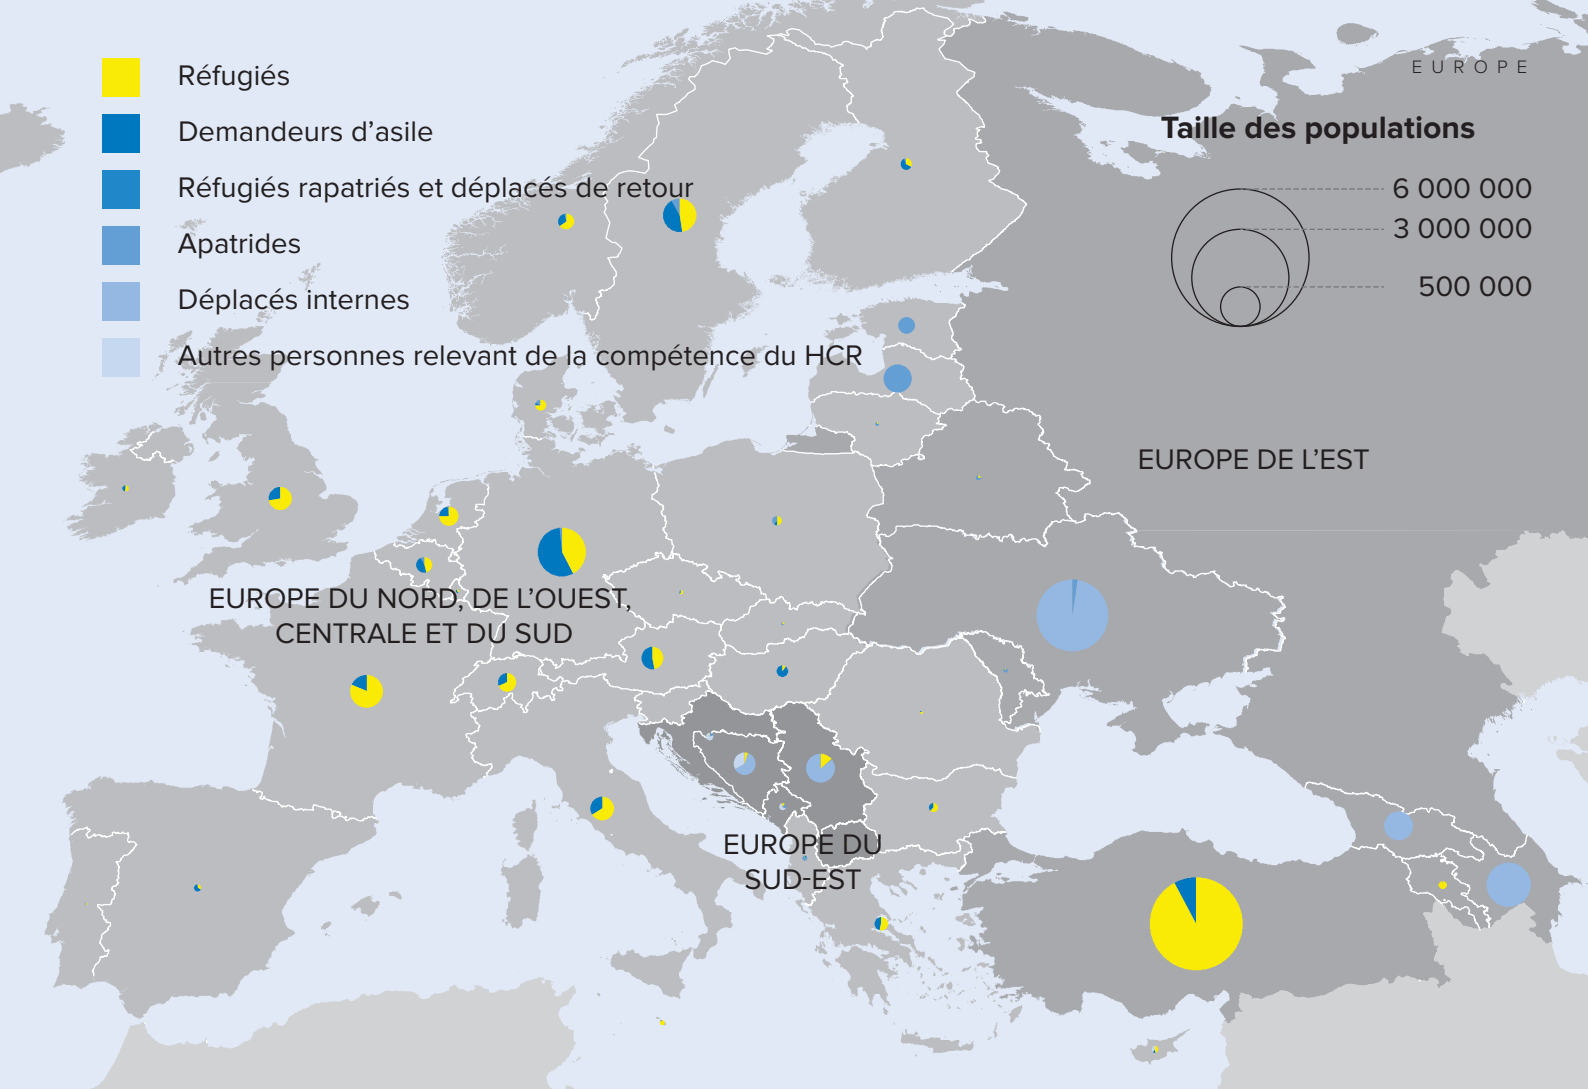 EUROPE
Réfugiés
Demandeurs d’asile
Réfugiés rapatriés et déplacés de retour
Apatrides
Déplacés internes
Autres personnes relevant de la compétence du HCR
Taille des populations
6 000 000
3 000 000
500 000
EUROPE DE L’EST
EUROPE DU NORD, DE L’OUEST,
CENTRALE ET DU SUD
EUROPE DU
SUD-EST